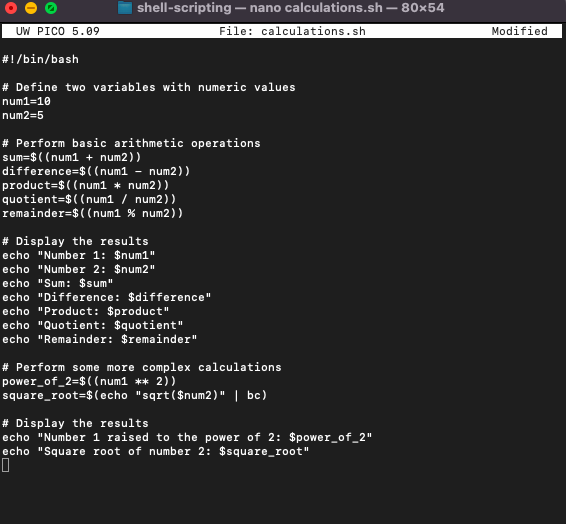 shell-scripting — nano calculations.sh — 80×54
UW PICO 5.09 File: calculations.sh Modified
#!/bin/bash
# Define two variables with numeric values
num1=10
num2=5
# Perform basic arithmetic operations
sum=$((num1 + num2))
difference=$((num1 - num2))
product=$((num1 * num2))
quotient=$((num1 / num2))
remainder=$((num1 % num2))
# Display the results
echo "Number 1: $num1"
echo "Number 2: $num2"
echo "Sum: $sum"
echo "Difference: $difference"
echo "Product: $product"
echo "Quotient: $quotient"
echo "Remainder: $remainder"
# Perform some more complex calculations
power_of_2=$((num1 ** 2))
square_root=$(echo "sqrt($num2)" | bc)
# Display the results
echo "Number 1 raised to the power of 2: $power_of_2"
echo "Square root of number 2: $square_root"